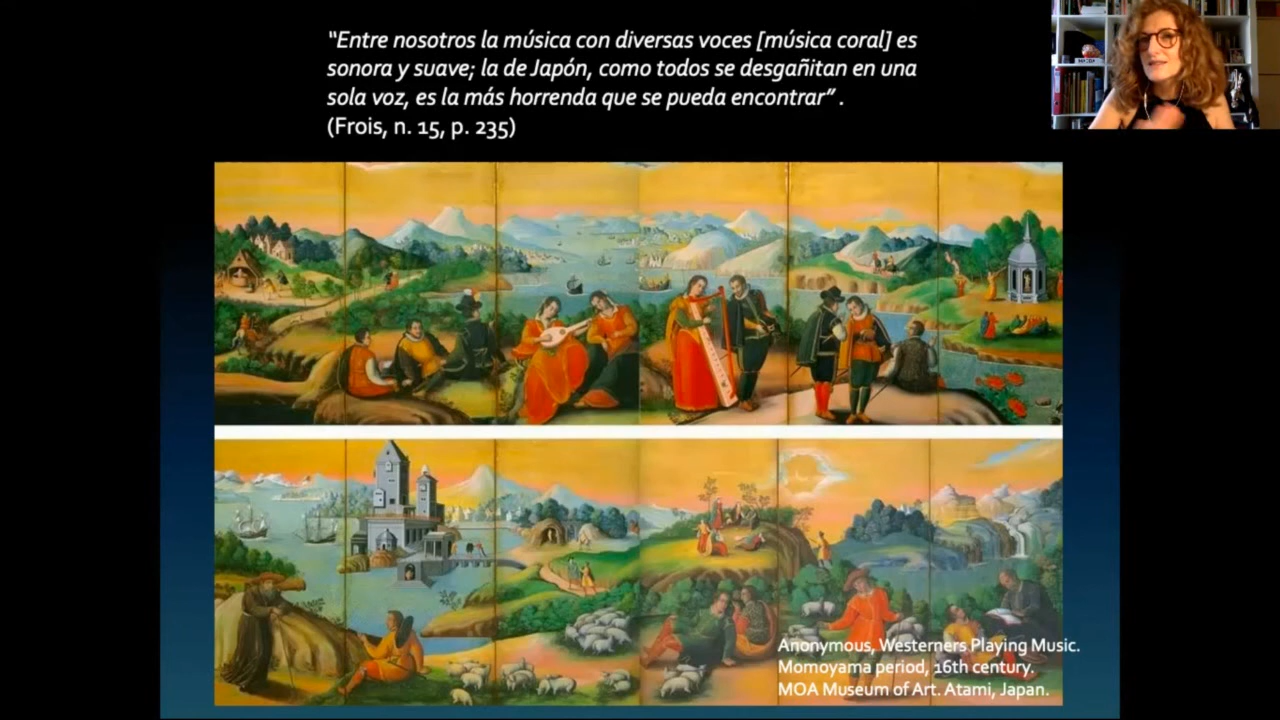 “Entre nosotros la música con diversas voces [música coral] es
sonora y suave; la de Japón, como todos se desgañitan en una
sola voz, es la más horrenda que se pueda encontrar” .
(Frois, n. 15, p. 235)
Anonymous, Westerners Playing Music.
Momoyama period, 16th century.
MOA Museum of Art. Atami, Japan.